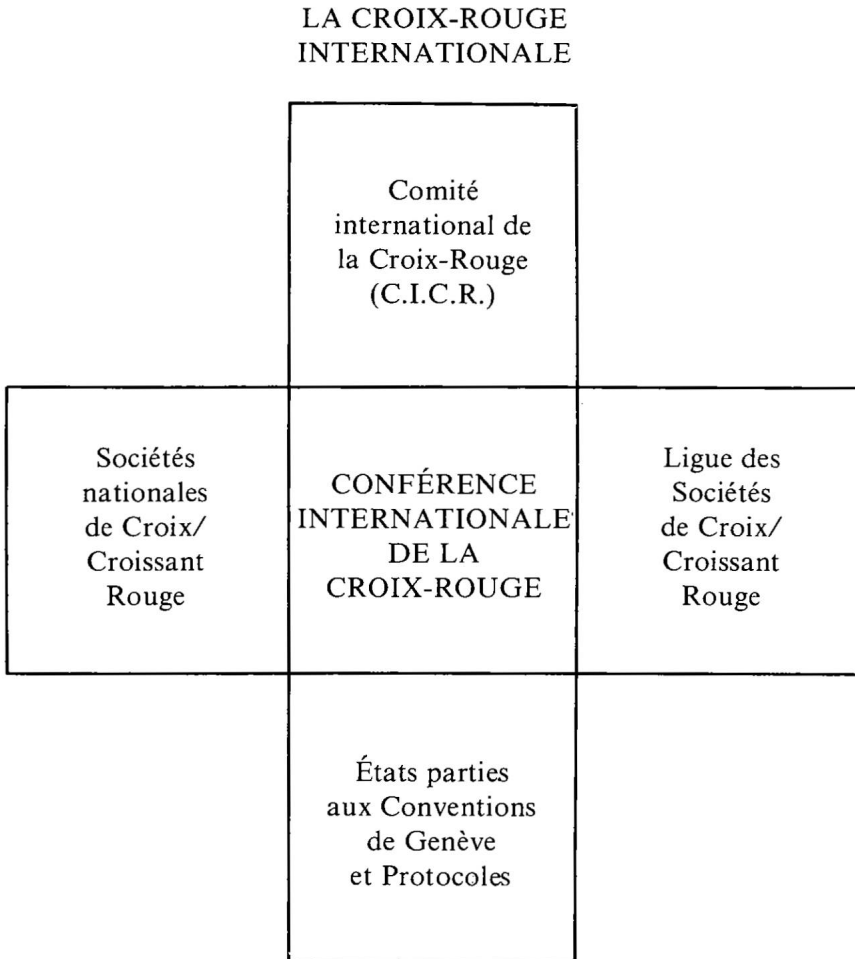 LA CROIX-ROUGE
INTERNATIONALE
Comité
international de
la Croix-Rouge
(C.I.C.R.)
Sociétés
nationales
de Croix/
Croissant
Rouge
CONFÉRENCE
INTERNATIONALE
DE LA
CROIX-ROUGE
Ligue des
Sociétés
de Croix/
Croissant
Rouge
États parties
aux Conventions
de Genève
et Protocoles